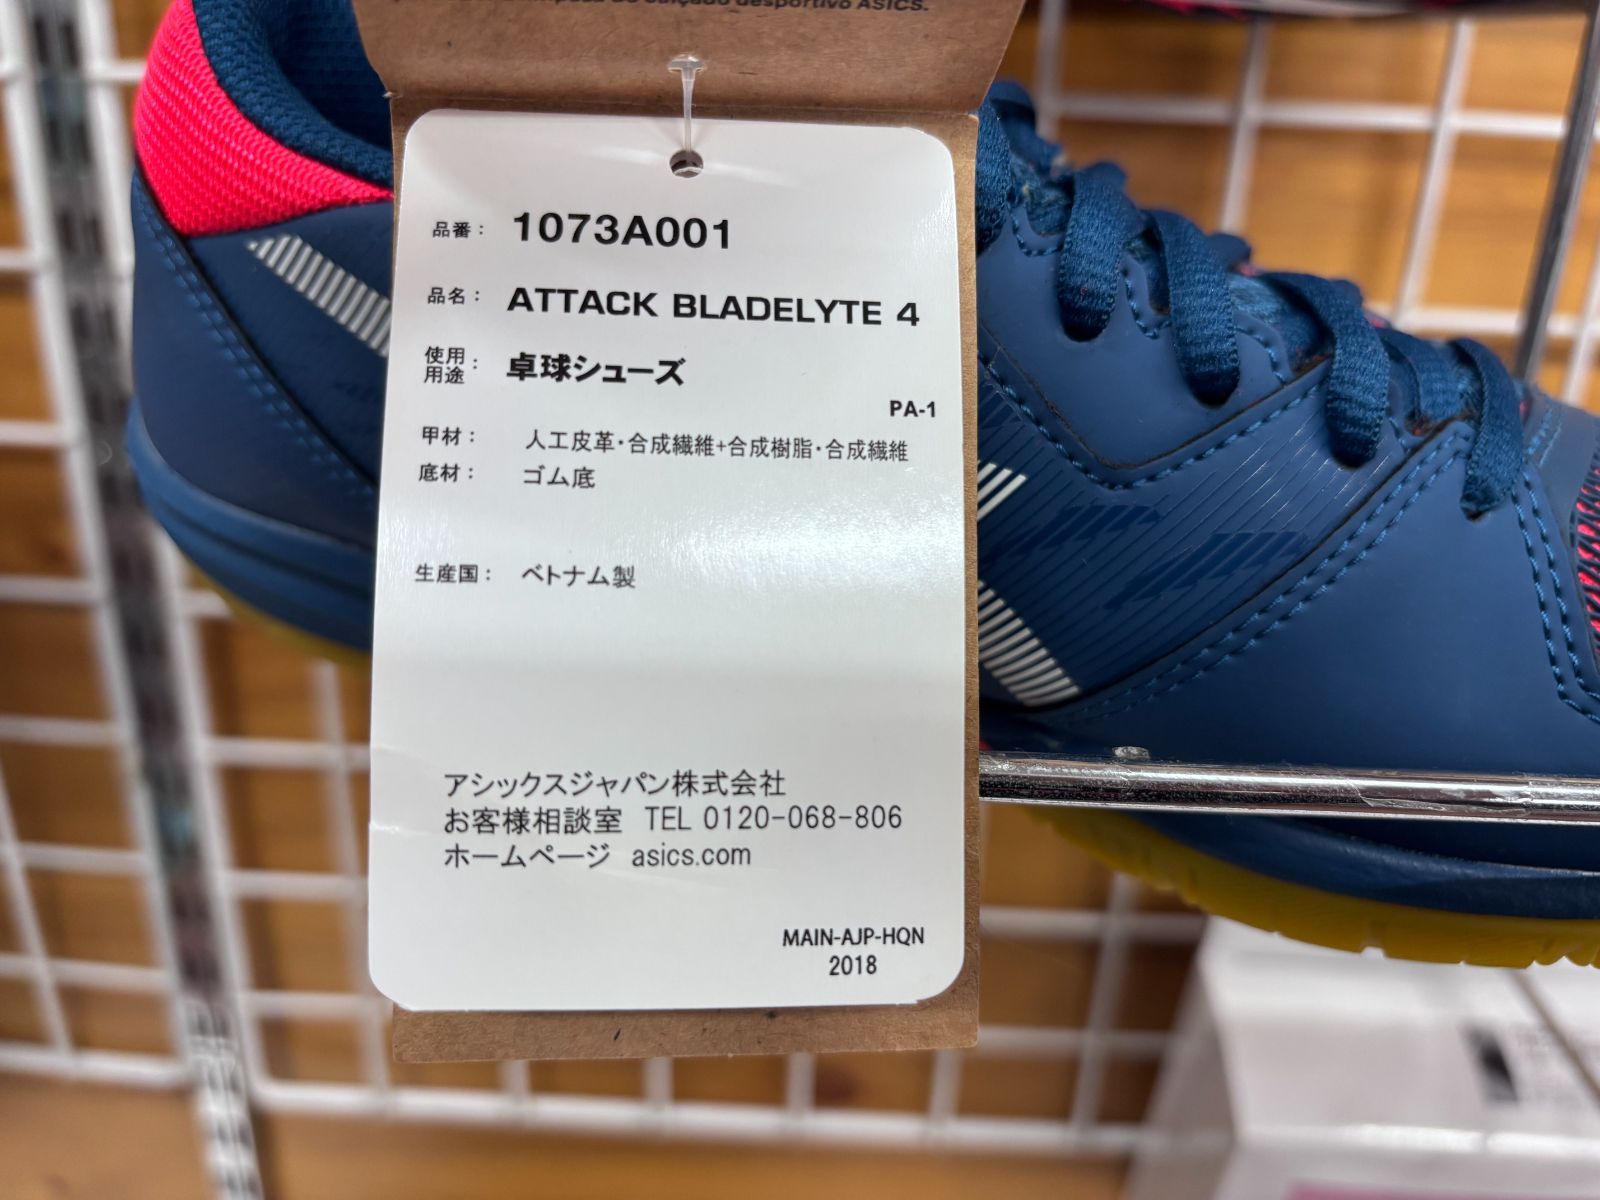 calçado desportivo ASICS.
品番： 1073A001
品名： ATTACK BLADELYTE 4
使用用途： 卓球シューズ
PA-1
甲材： 人工皮革・合成繊維+合成樹脂・合成繊維
底材： ゴム底
生産国： ベトナム製
アシックスジャパン株式会社
お客様相談室 TEL 0120-068-806
ホームページ asics.com
MAIN-AJP-HQN
2018